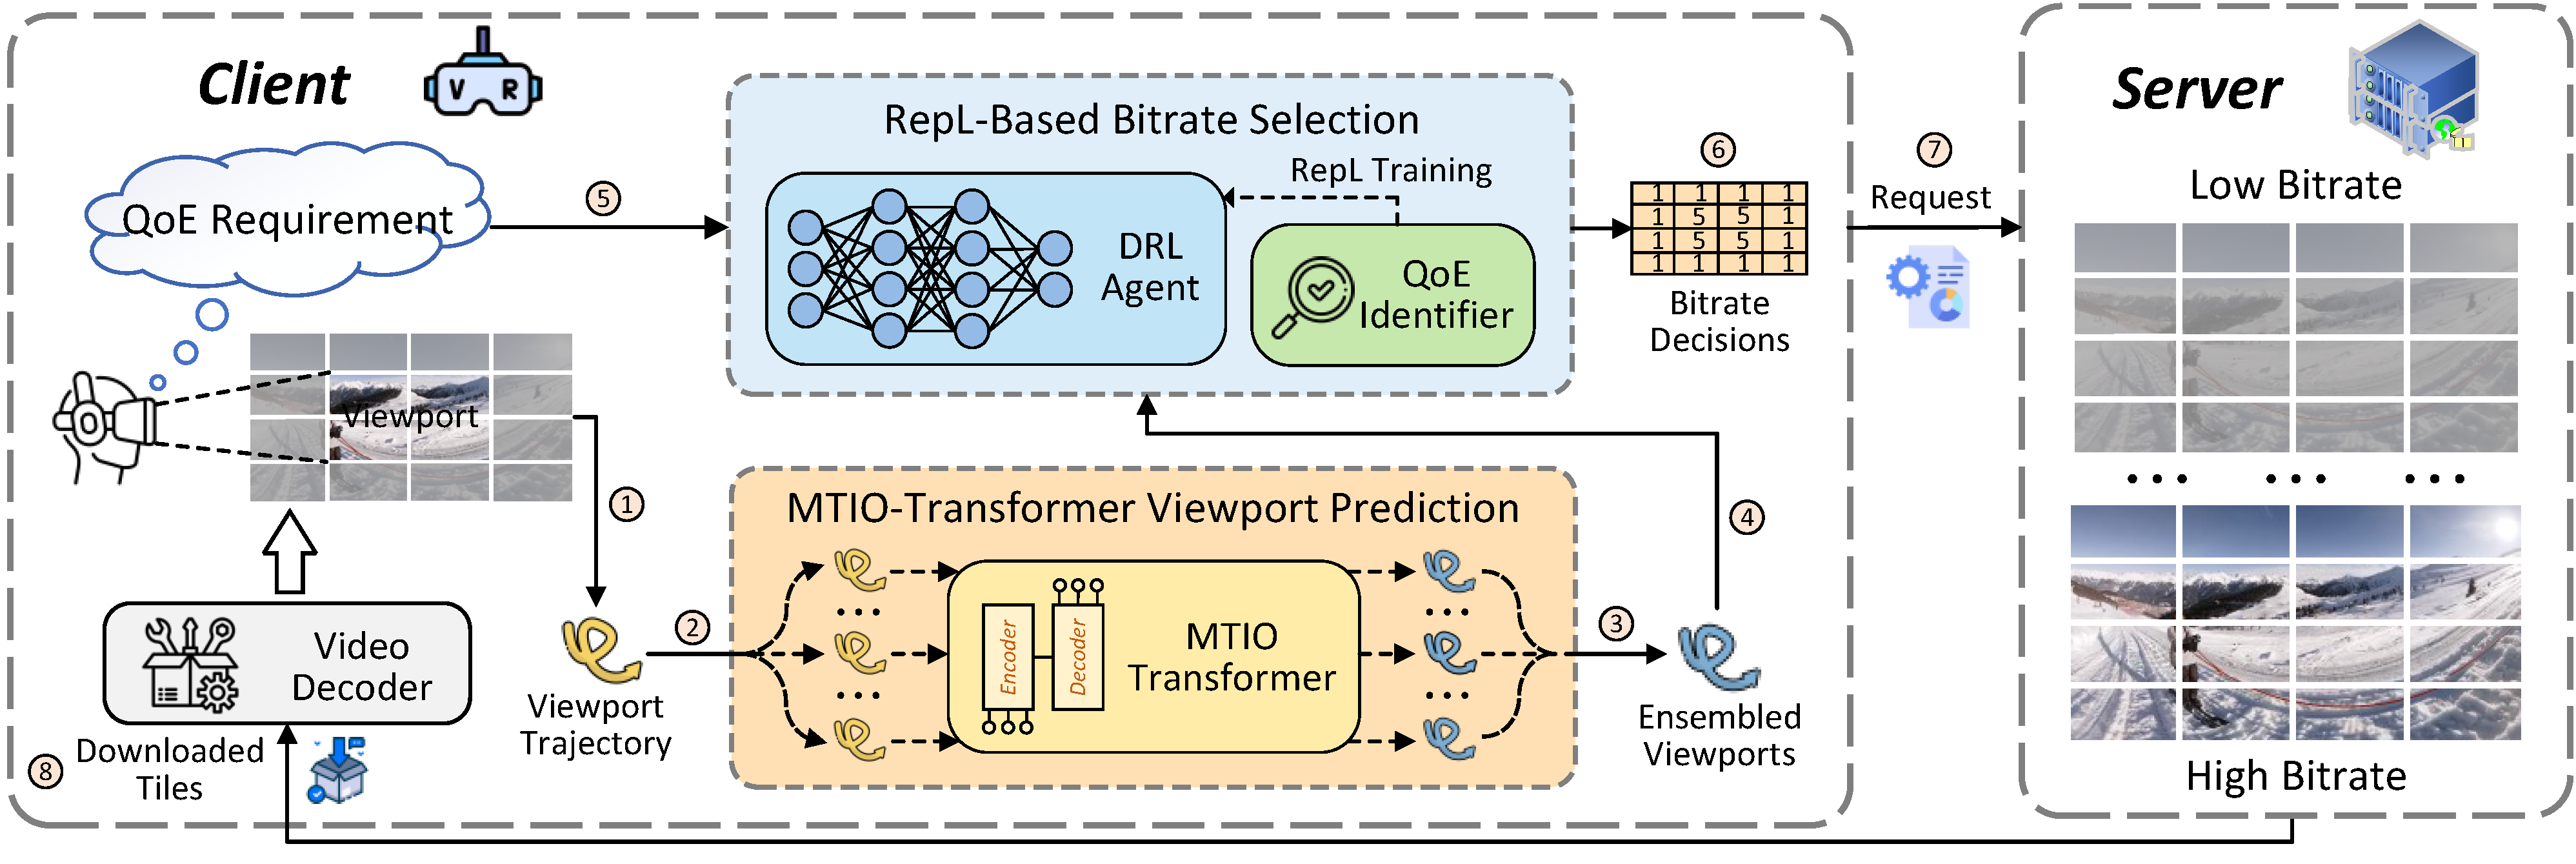 Client
V R
QoE Requirement
5
RepL-Based Bitrate Selection
RepL Training
DRL
Agent
QoE
Identifier
6
1 1 1 1
1 5 5 1
1 5 5 1
1 1 1 1
Bitrate
Decisions
7
Request
Server
Low Bitrate
High Bitrate
Viewport
1
Viewport
Trajectory
2
MTIO-Transformer Viewport Prediction
Encoder
Decoder
MTIO
Transformer
3
Ensembled
Viewports
4
Video
Decoder
8
Downloaded
Tiles